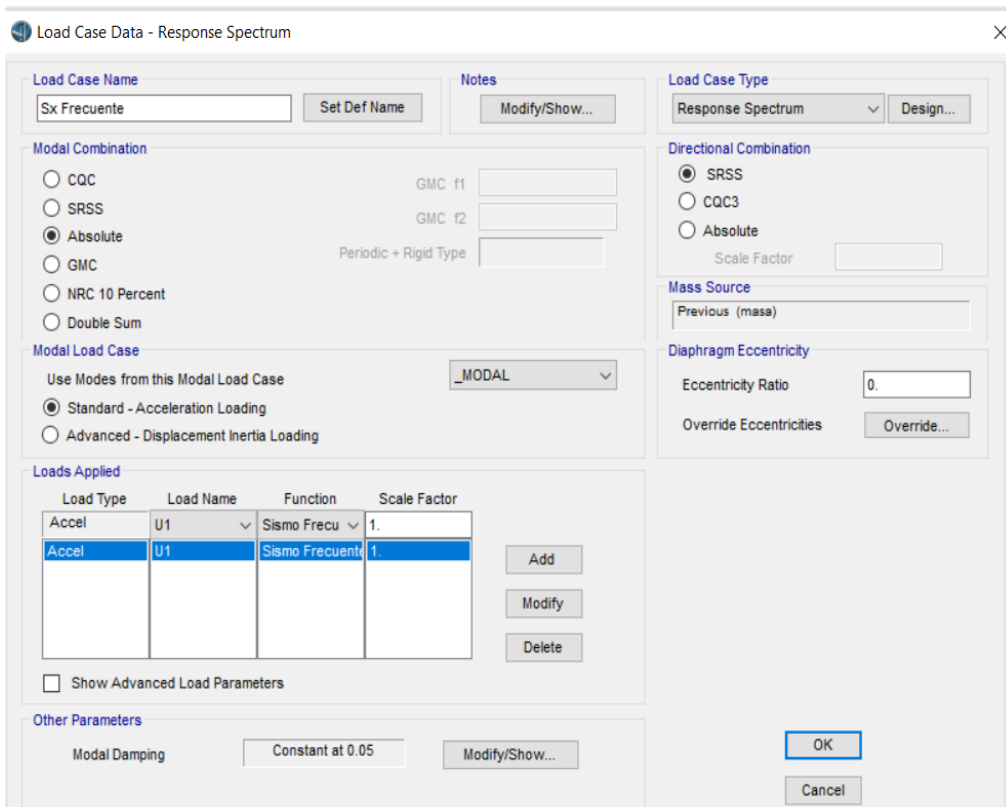 Load Case Data - Response Spectrum
Load Case Name
Notes
Load Case Type
Sx Frecuente
Set Def Name
Modify/Show...
Response Spectrum
Design...
Modal Combination
Directional Combination
CQC
GMC f1
SRSS
SRSS
GMC f2
CQC3
Absolute
Periodic + Rigid Type
Absolute
GMC
Scale Factor
NRC 10 Percent
Mass Source
Double Sum
Previous (masa)
Modal Load Case
Diaphragm Eccentricity
Use Modes from this Modal Load Case
_MODAL
Eccentricity Ratio
0.
Standard - Acceleration Loading
Advanced - Displacement Inertia Loading
Override Eccentricities
Override...
Loads Applied
Load Type
Load Name
Function
Scale Factor
Accel
U1
Sismo Frecu
1.
Accel
U1
Sismo Frecuente
1.
Add
Modify
Delete
Show Advanced Load Parameters
Other Parameters
Modal Damping
Constant at 0.05
Modify/Show...
OK
Cancel